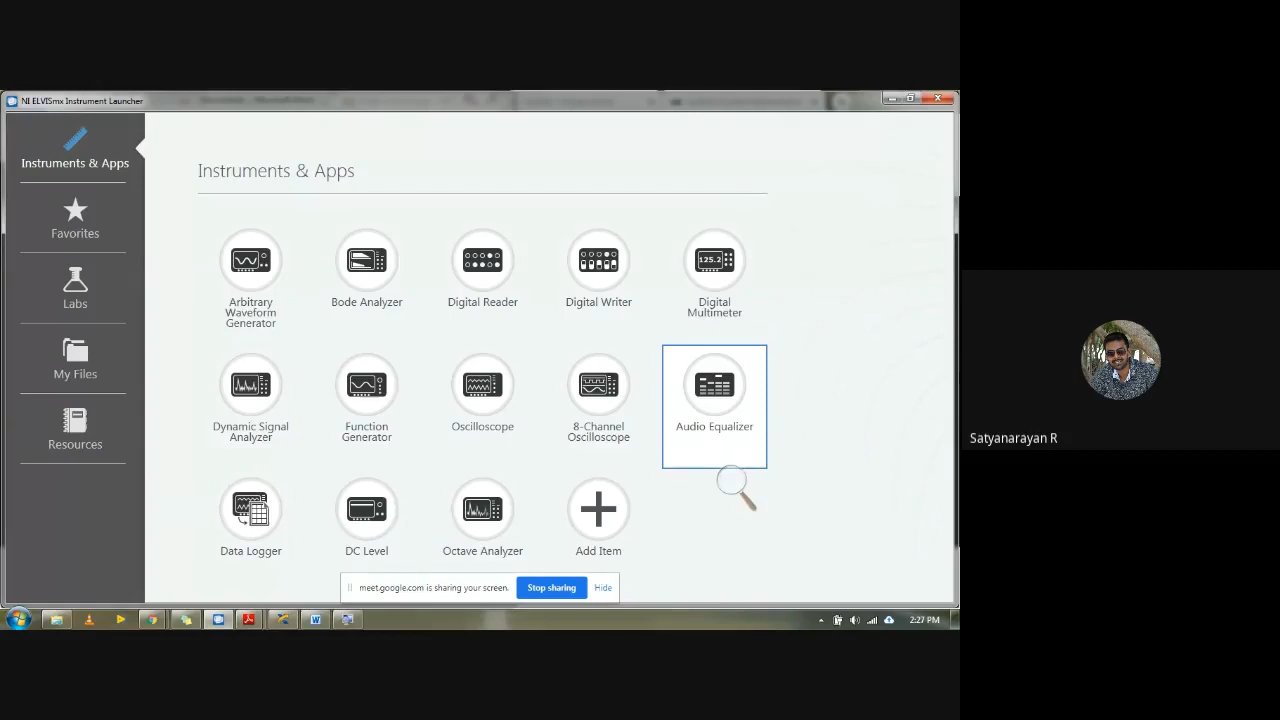 NI ELVISmx Instrument Launcher
Instruments & Apps
Favorites
Labs
My Files
Resources
Instruments & Apps
Arbitrary
Waveform
Generator
Bode Analyzer
Digital Reader
Digital Writer
125.2
Digital
Multimeter
Dynamic Signal
Analyzer
Function
Generator
Oscilloscope
8-Channel
Oscilloscope
Audio Equalizer
Data Logger
DC Level
Octave Analyzer
Add Item
meet.google.com is sharing your screen.
Stop sharing
Hide
2:27 PM
Satyanarayan R